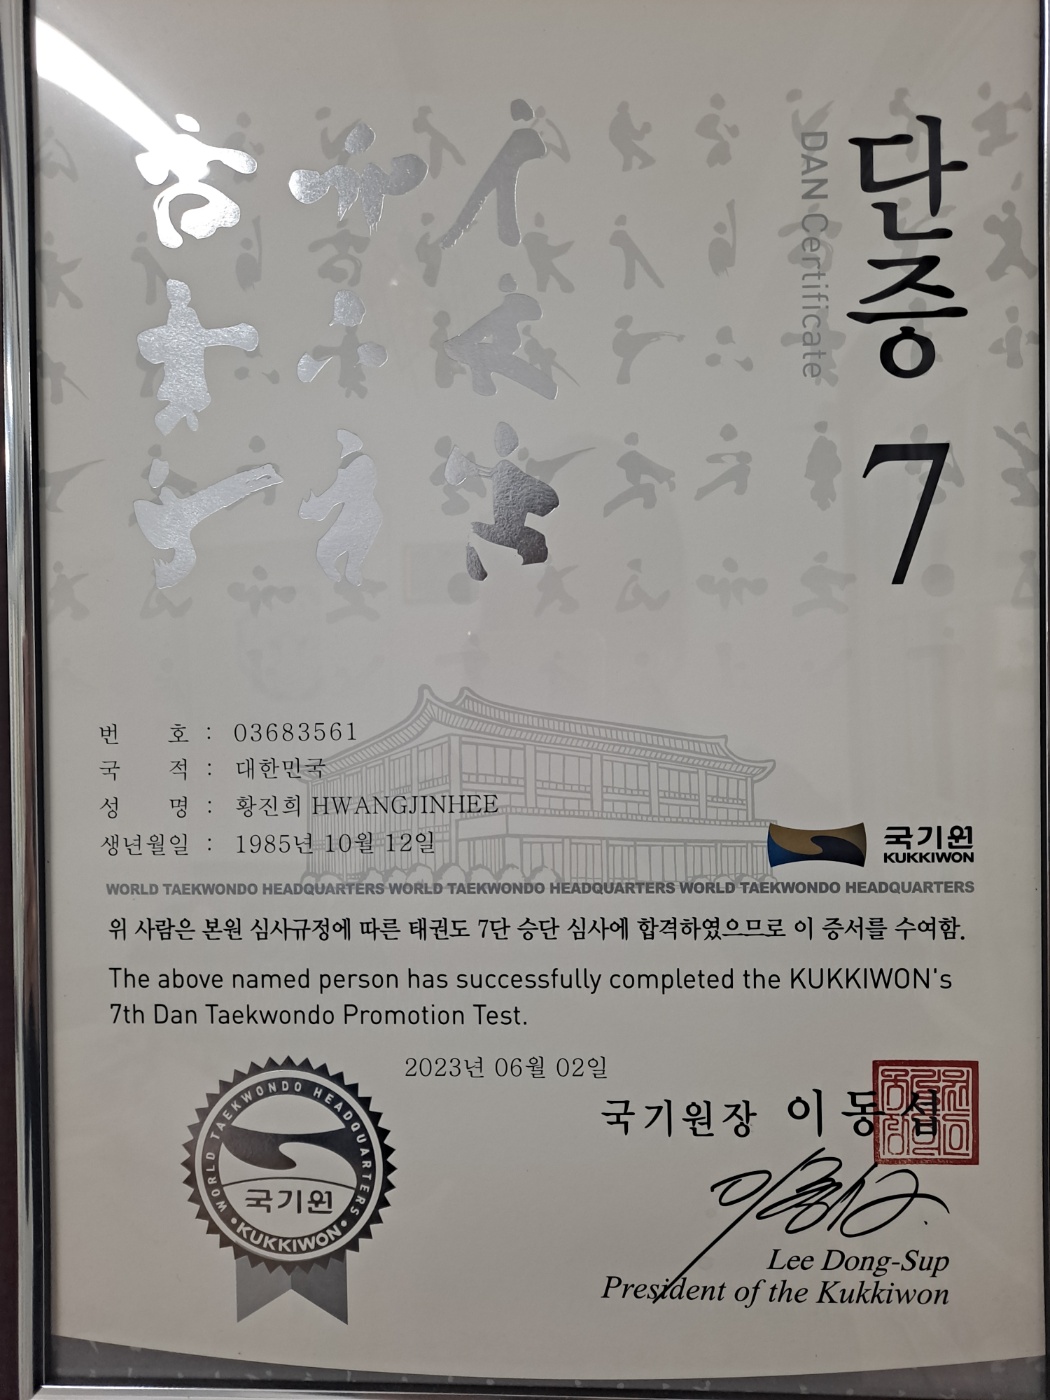 단증 7
DAN Certificate
번 호 : 03683561
국 적 : 대한민국
성 명 : 황진희 HWANGJINHEE
생년월일 : 1985년 10월 12일
국기원
KUKKIWON
WORLD TAEKWONDO HEADQUARTERS WORLD TAEKWONDO HEADQUARTERS WORLD TAEKWONDO HEADQUARTERS
위 사람은 본원 심사규정에 따른 태권도 7단 승단 심사에 합격하였으므로 이 증서를 수여함.
The above named person has successfully completed the KUKKIWON's
7th Dan Taekwondo Promotion Test.
2023년 06월 02일
국기원장 이동섭
Lee Dong-Sup
President of the Kukkiwon
WORLD TAEKWONDO HEADQUARTERS
국기원
KUKKIWON